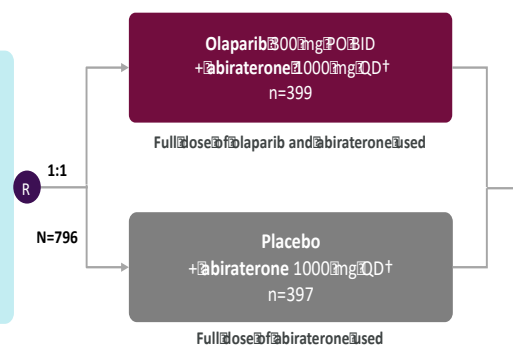 Olaparib 300 mg PO BID
+ abiraterone 1000 mg QD†
n=399
Full dose of olaparib and abiraterone used
1:1
R
N=796
Placebo
+ abiraterone 1000 mg QD†
n=397
Full dose of abiraterone used